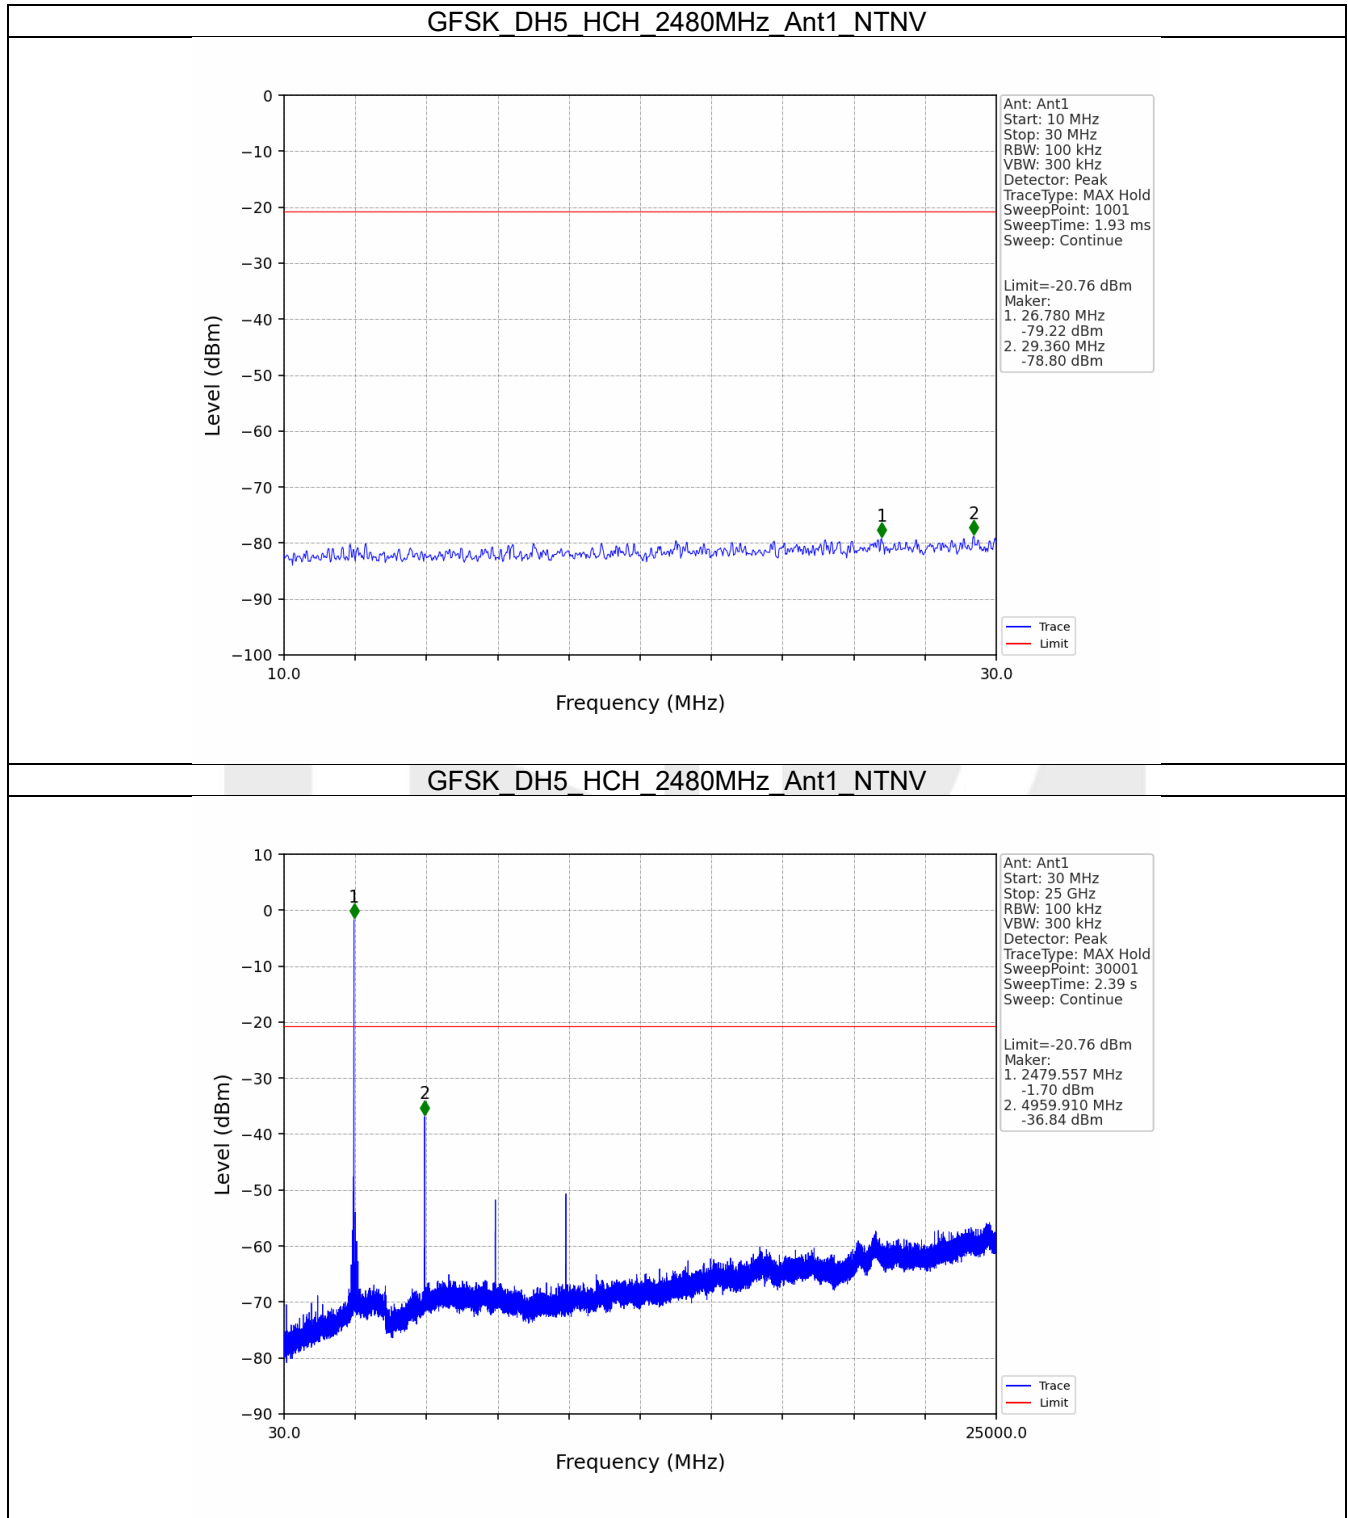 GFSK_DH5_HCH_2480MHz_Ant1_NTNV
0
−10
−20
−30
−40
−50
−60
−70
−80
−90
−100
Level (dBm)
1
2
10.0
30.0
Frequency (MHz)
Ant: Ant1
Start: 10 MHz
Stop: 30 MHz
RBW: 100 kHz
VBW: 300 kHz
Detector: Peak
TraceType: MAX Hold
SweepPoint: 1001
SweepTime: 1.93 ms
Sweep: Continue
Limit=-20.76 dBm
Maker:
1. 26.780 MHz
-79.22 dBm
2. 29.360 MHz
-78.80 dBm
Trace
Limit
GFSK_DH5_HCH_2480MHz_Ant1_NTNV
10
0
−10
−20
−30
−40
−50
−60
−70
−80
−90
Level (dBm)
1
2
30.0
25000.0
Frequency (MHz)
Ant: Ant1
Start: 30 MHz
Stop: 25 GHz
RBW: 100 kHz
VBW: 300 kHz
Detector: Peak
TraceType: MAX Hold
SweepPoint: 30001
SweepTime: 2.39 s
Sweep: Continue
Limit=-20.76 dBm
Maker:
1. 2479.557 MHz
-1.70 dBm
2. 4959.910 MHz
-36.84 dBm
Trace
Limit